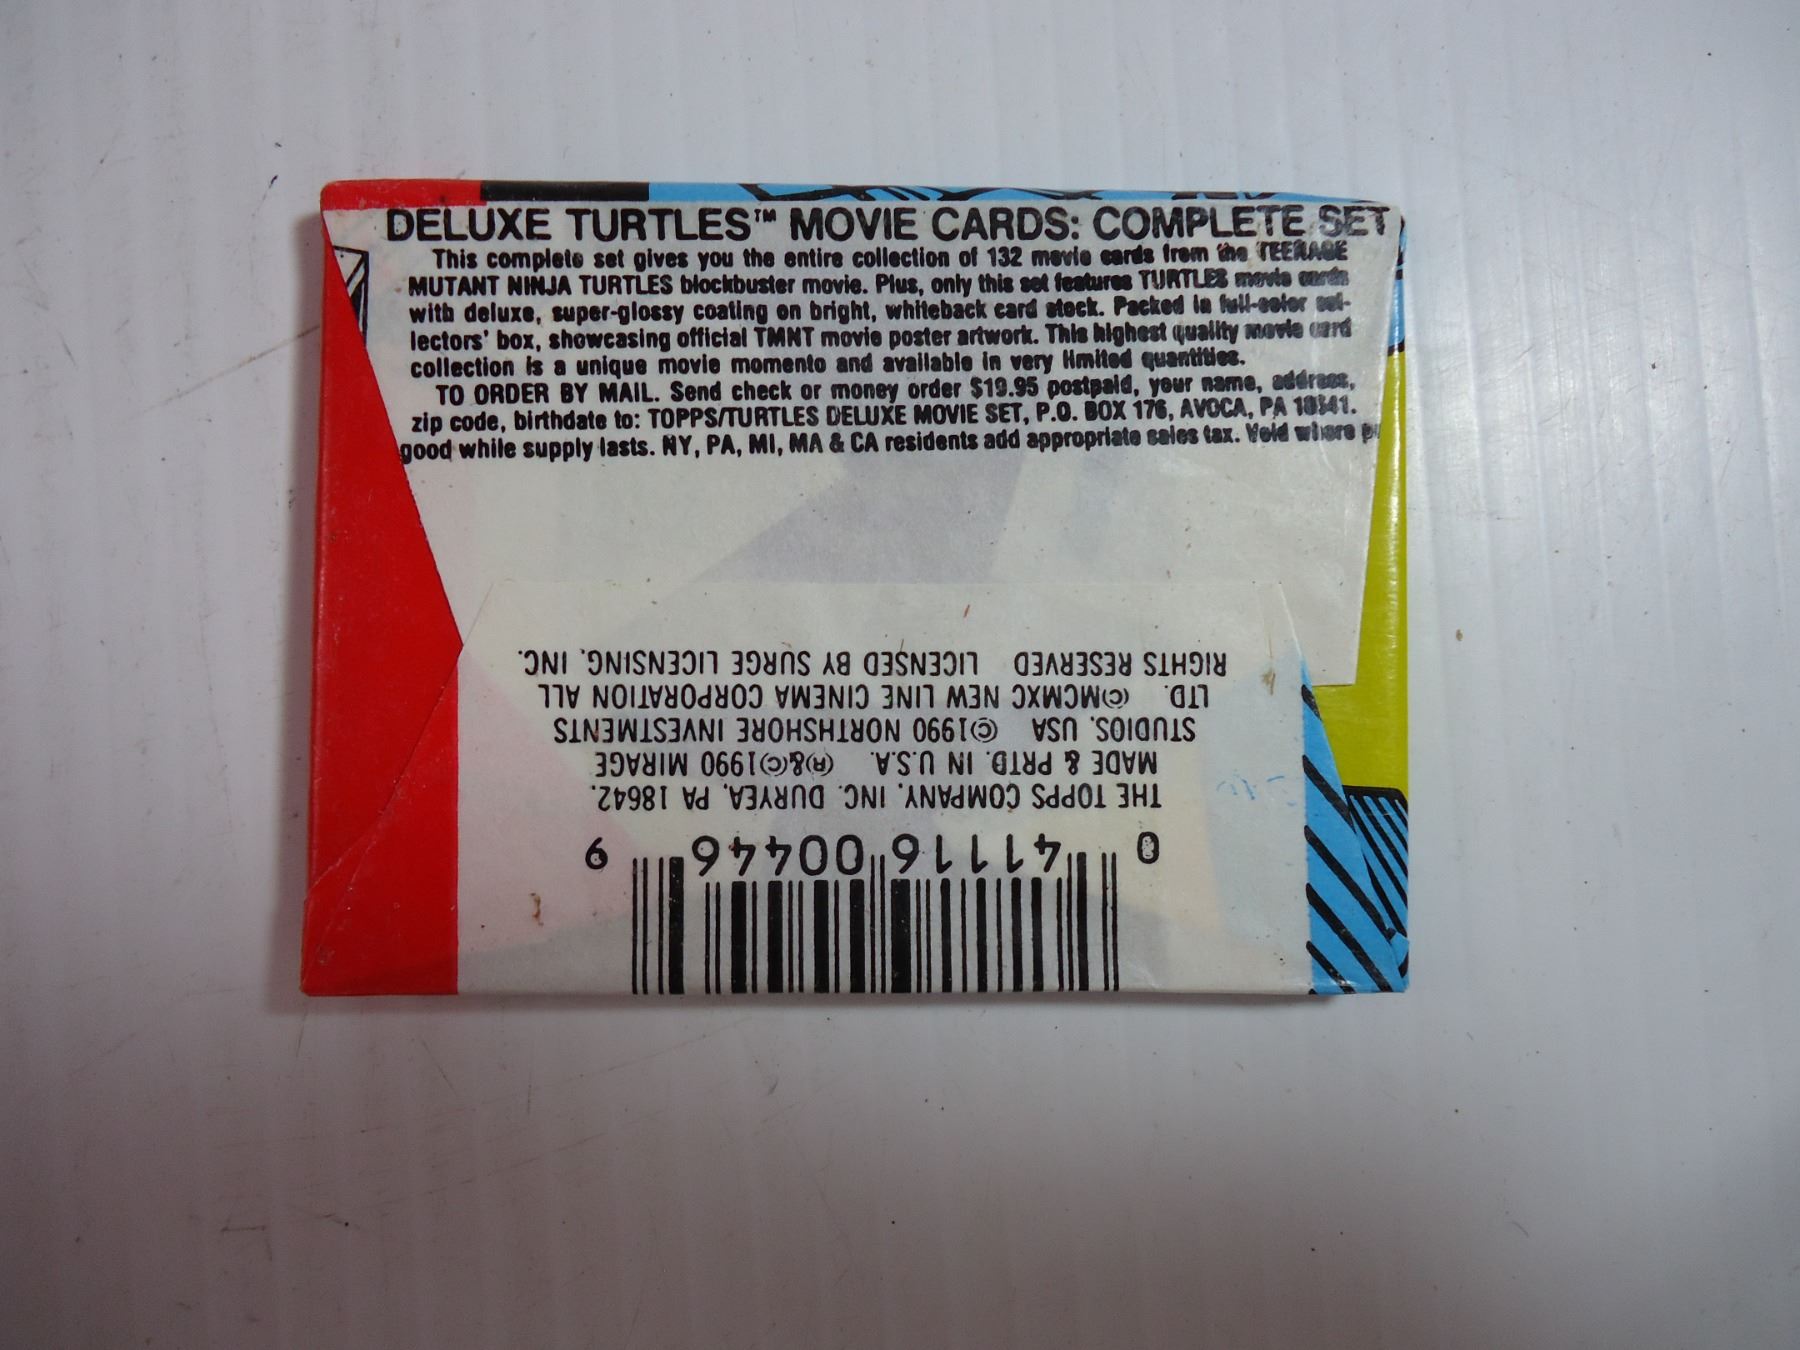 DELUXE TURTLES™ MOVIE CARDS: COMPLETE SET
This complete set gives you the entire collection of 132 movie cards from the TEENAGE
MUTANT NINJA TURTLES blockbuster movie. Plus, only this set features TURTLES movie cards
with deluxe, super-glossy coating on bright, whiteback card stock. Packed in full-color col-
lectors' box, showcasing official TMNT movie poster artwork. This highest quality movie card
collection is a unique movie momento and available in very limited quantities.
TO ORDER BY MAIL. Send check or money order $19.95 postpaid, your name, address,
zip code, birthdate to: TOPPS/TURTLES DELUXE MOVIE SET, P.O. BOX 176, AVOCA, PA
good while supply lasts. NY, PA, MI, MA & CA residents add appropriate sales tax. Void where
0 41116 00446 9
THE TOPPS COMPANY, INC. DURYEA, PA 18642.
MADE & PRTD. IN U.S.A. ®&©1990 MIRAGE
STUDIOS, USA ©1990 NORTHSHORE INVESTMENTS
LTD. ©MCMXC NEW LINE CINEMA CORPORATION ALL
RIGHTS RESERVED LICENSED BY SURGE LICENSING, INC.